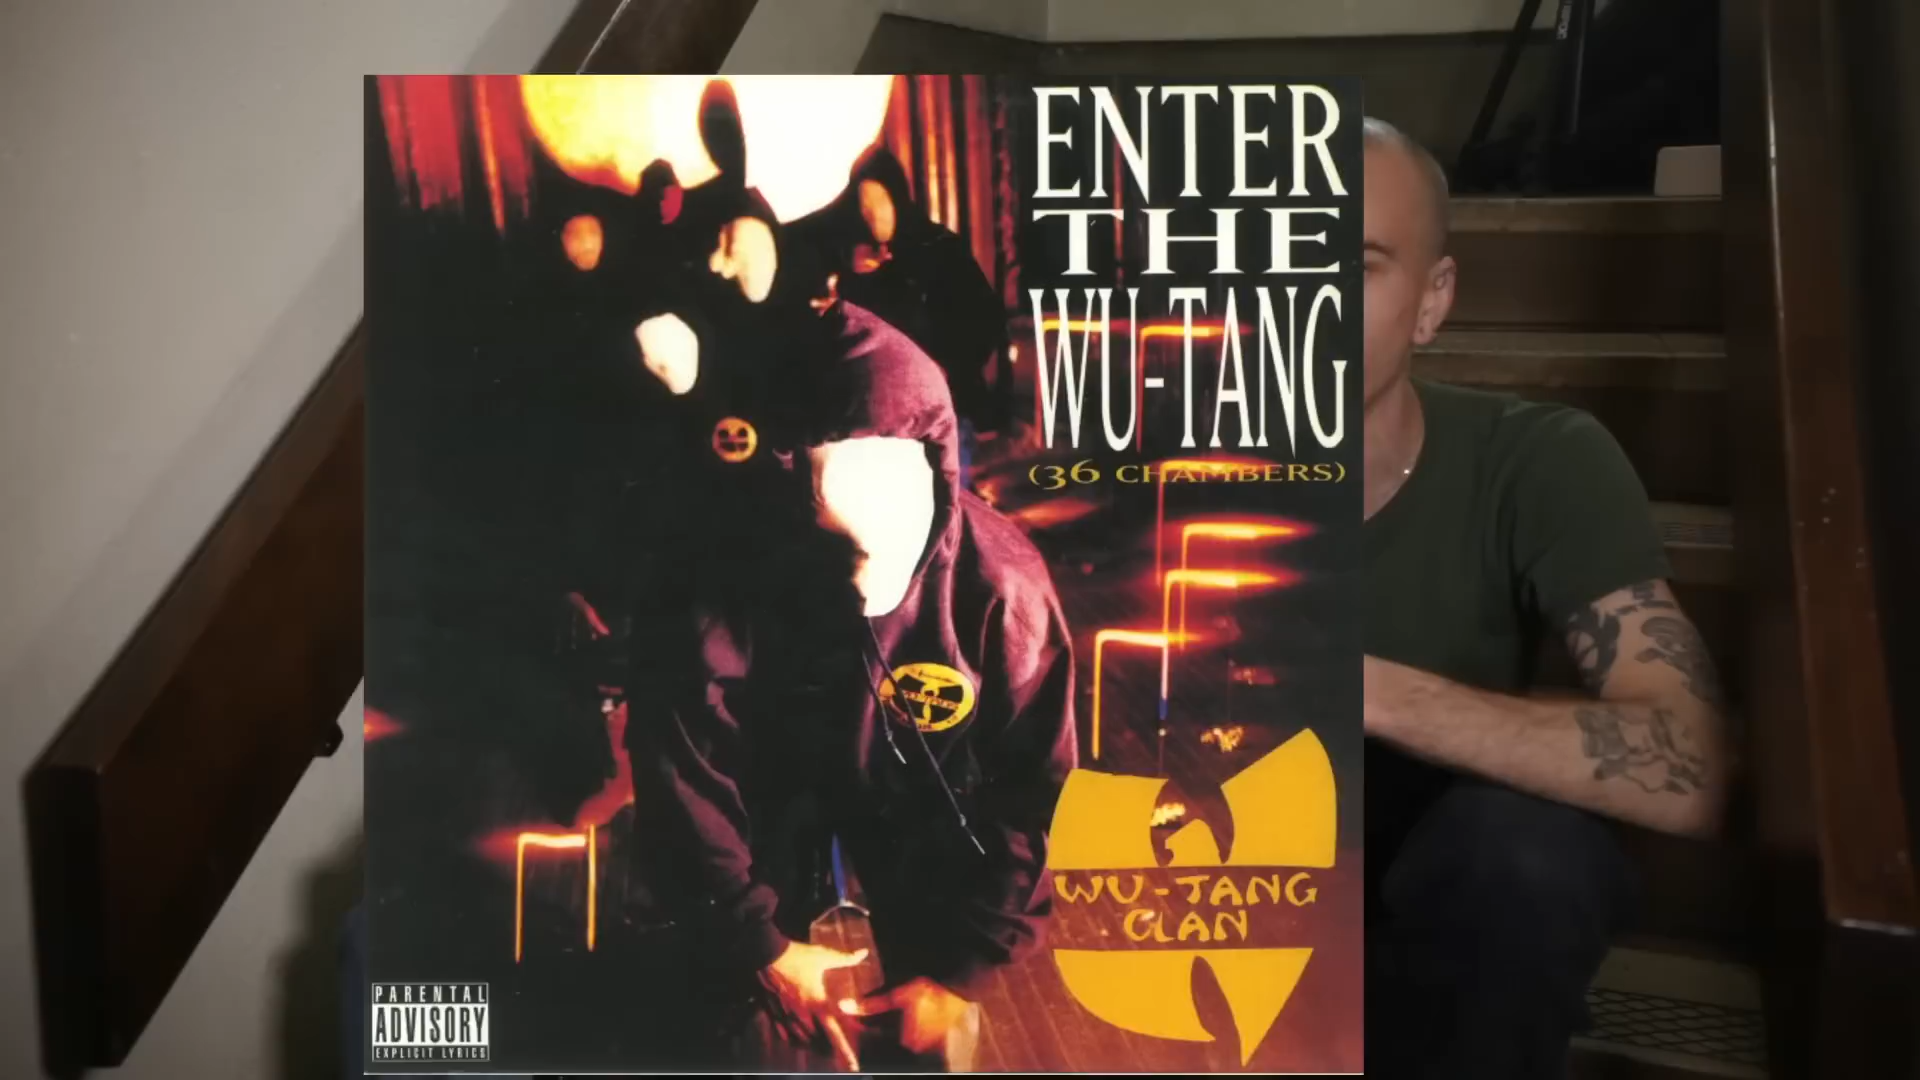 ENTER
THE
WU-TANG
(36 CHAMBERS)
WU-TANG
CLAN
PARENTAL
ADVISORY
EXPLICIT LYRICS